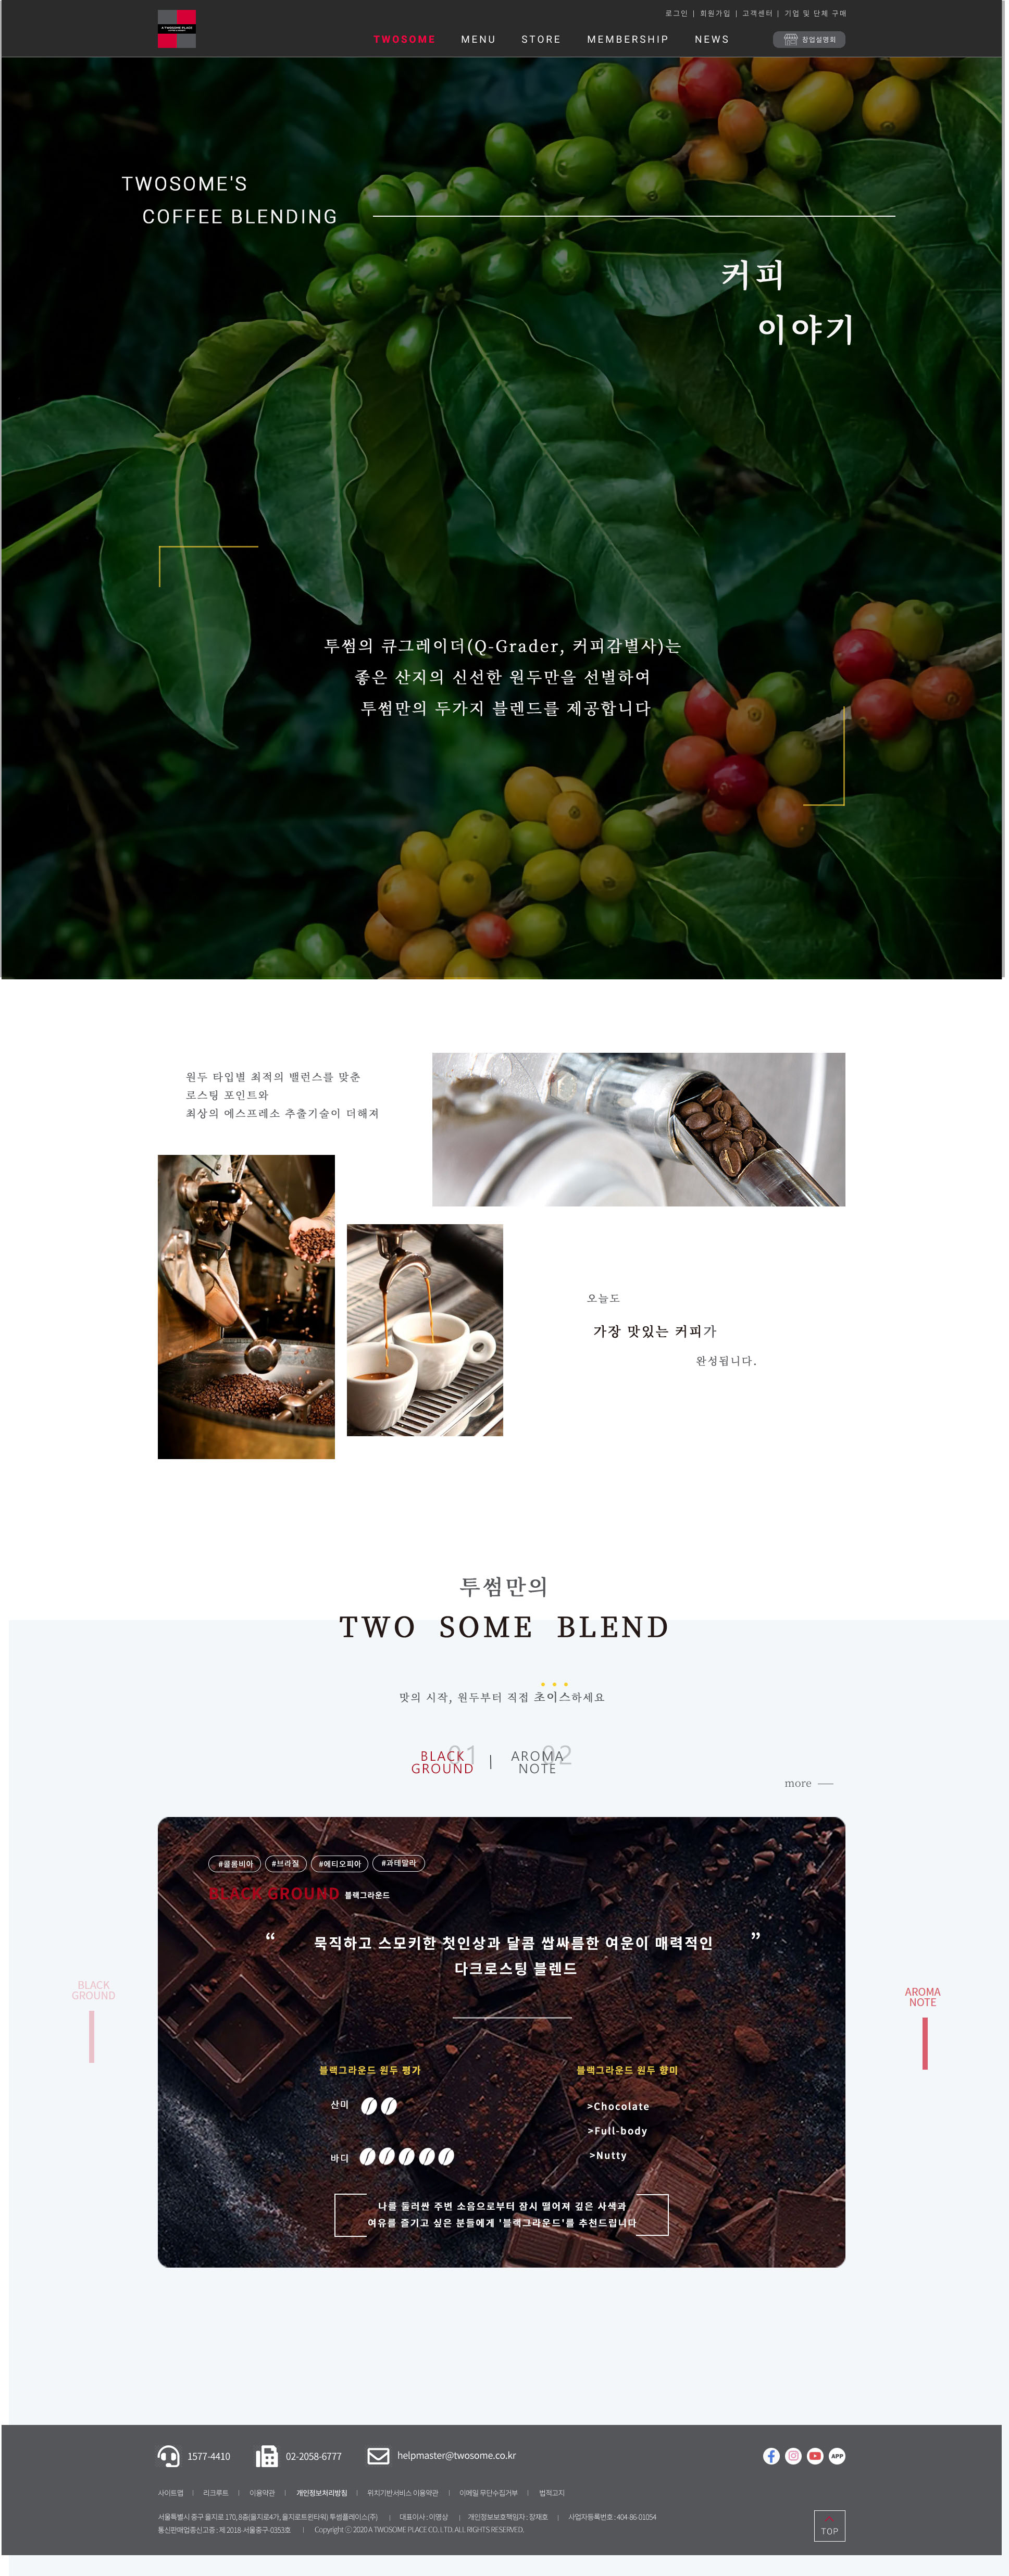 로그인 | 회원가입 | 고객센터 | 기업 및 단체 구매
A TWOSOME PLACE
TWOSOME MENU STORE MEMBERSHIP NEWS 창업설명회
TWOSOME'S
COFFEE BLENDING
커피
이야기
투썸의 큐그레이더(Q-Grader, 커피감별사)는
좋은 산지의 신선한 원두만을 선별하여
투썸만의 두가지 블렌드를 제공합니다
원두 타입별 최적의 밸런스를 맞춘
로스팅 포인트와
최상의 에스프레소 추출기술이 더해져
오늘도
가장 맛있는 커피가
완성됩니다.
투썸만의
TWO SOME BLEND
맛의 시작, 원두부터 직접 초이스하세요
01 02
BLACK GROUND | AROMA NOTE
more
#콜롬비아 #브라질 #에티오피아 #과테말라
BLACK GROUND 블랙그라운드
“ 묵직하고 스모키한 첫인상과 달콤 쌉싸름한 여운이 매력적인 ”
다크로스팅 블렌드
BLACK
GROUND
AROMA
NOTE
블랙그라운드 원두 평가
산미
바디
블랙그라운드 원두 향미
>Chocolate
>Full-body
>Nutty
나를 둘러싼 주변 소음으로부터 잠시 떨어져 깊은 사색과
여유를 즐기고 싶은 분들에게 '블랙그라운드'를 추천드립니다
1577-4410 02-2058-6777 helpmaster@twosome.co.kr APP
사이트맵 | 리크루트 | 이용약관 | 개인정보처리방침 | 위치기반서비스 이용약관 | 이메일 무단수집거부 | 법적고지
서울특별시 중구 을지로 170, 8층(을지로4가, 을지로트윈타워) 투썸플레이스(주) | 대표이사 : 이영상 | 개인정보보호책임자 : 장재호 | 사업자등록번호 : 404-86-01054
통신판매업종신고증 : 제 2018-서울중구-0353호 | Copyright ⓒ 2020 A TWOSOME PLACE CO. LTD. ALL RIGHTS RESERVED.
TOP